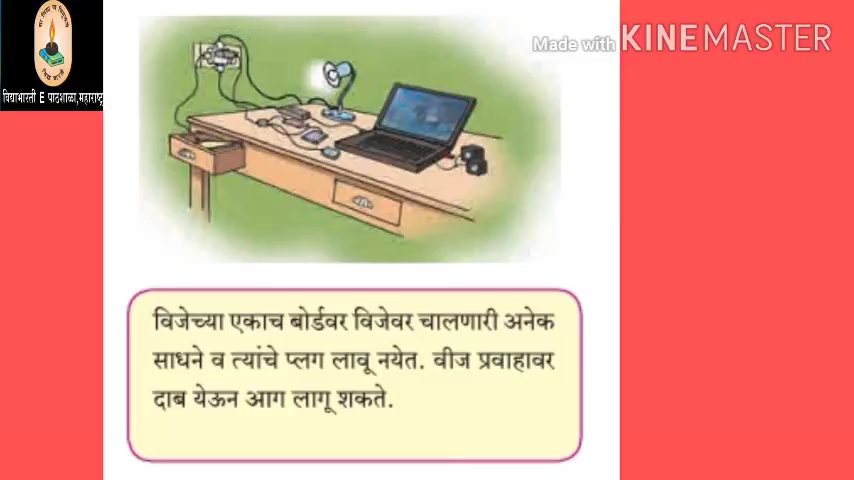 Made with KINEMASTER
विद्याभारती E पाठशाळा,महाराष्ट्र
विजेच्या एकाच बोर्डवर विजेवर चालणारी अनेक
साधने व त्यांचे प्लग लावू नयेत. वीज प्रवाहावर
दाब येऊन आग लागू शकते.